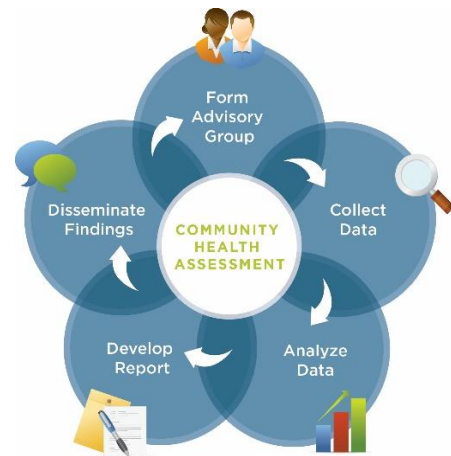 Form
Advisory
Group
Collect
Data
Analyze
Data
Develop
Report
Disseminate
Findings
COMMUNITY
HEALTH
ASSESSMENT